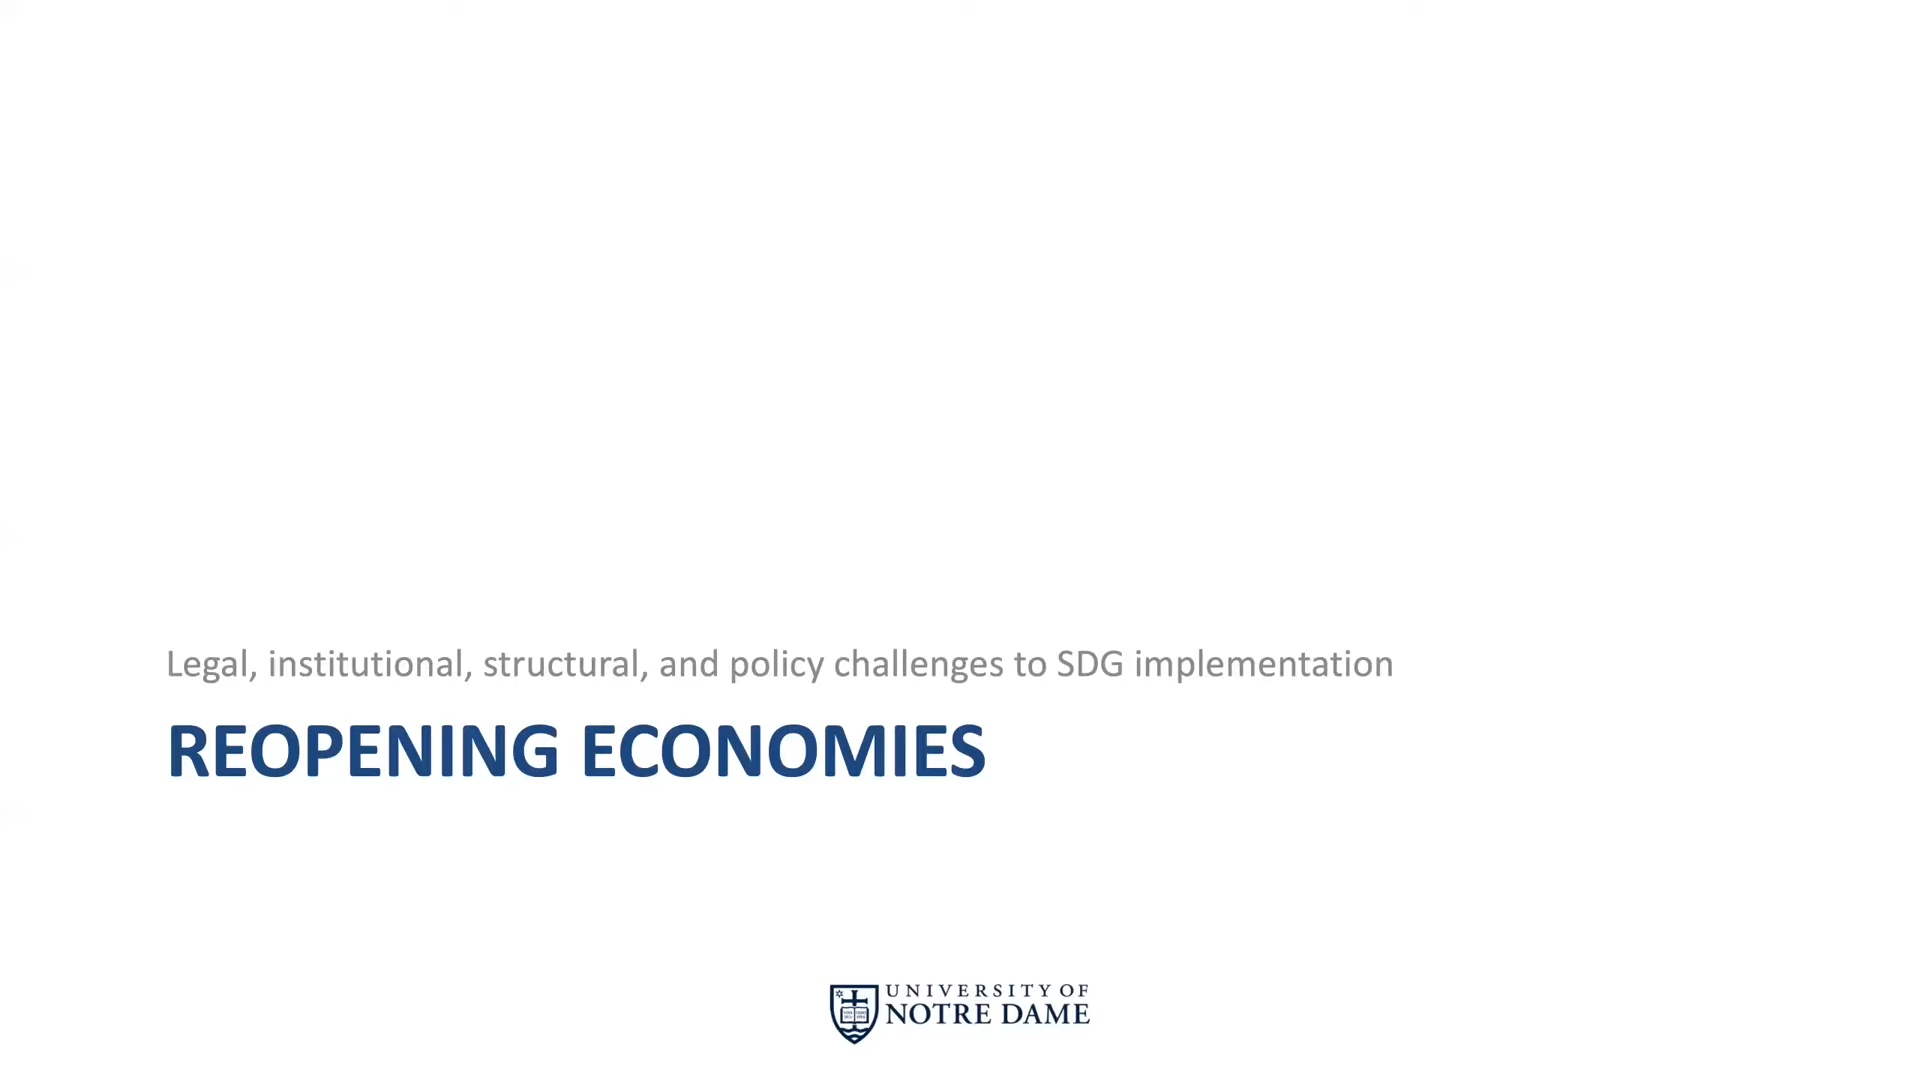 Legal, institutional, structural, and policy challenges to SDG implementation
REOPENING ECONOMIES
UNIVERSITY OF
NOTRE DAME